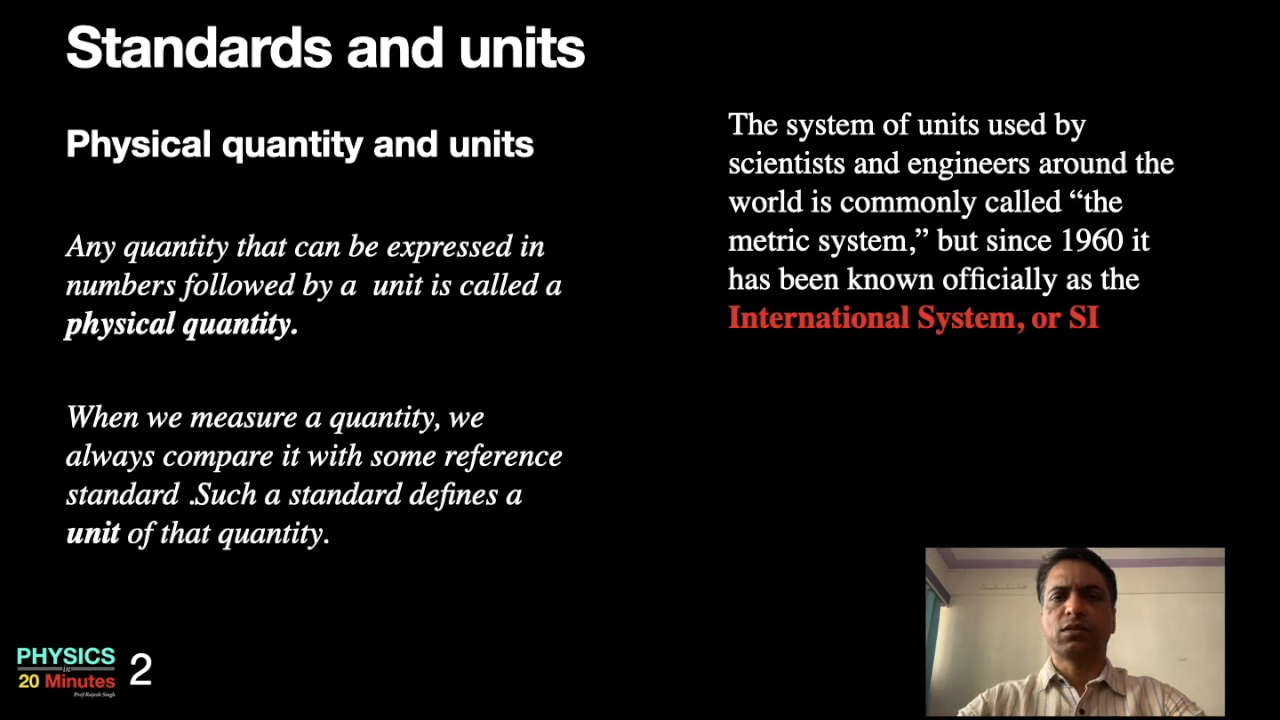 Standards and units
Physical quantity and units
Any quantity that can be expressed in
numbers followed by a  unit is called a
physical quantity.
When we measure a quantity, we
always compare it with some reference
standard .Such a standard defines a
unit of that quantity.
The system of units used by
scientists and engineers around the
world is commonly called “the
metric system,” but since 1960 it
has been known officially as the
International System, or SI
PHYSICS
in
20 Minutes
Prof Rajesh Singh
2